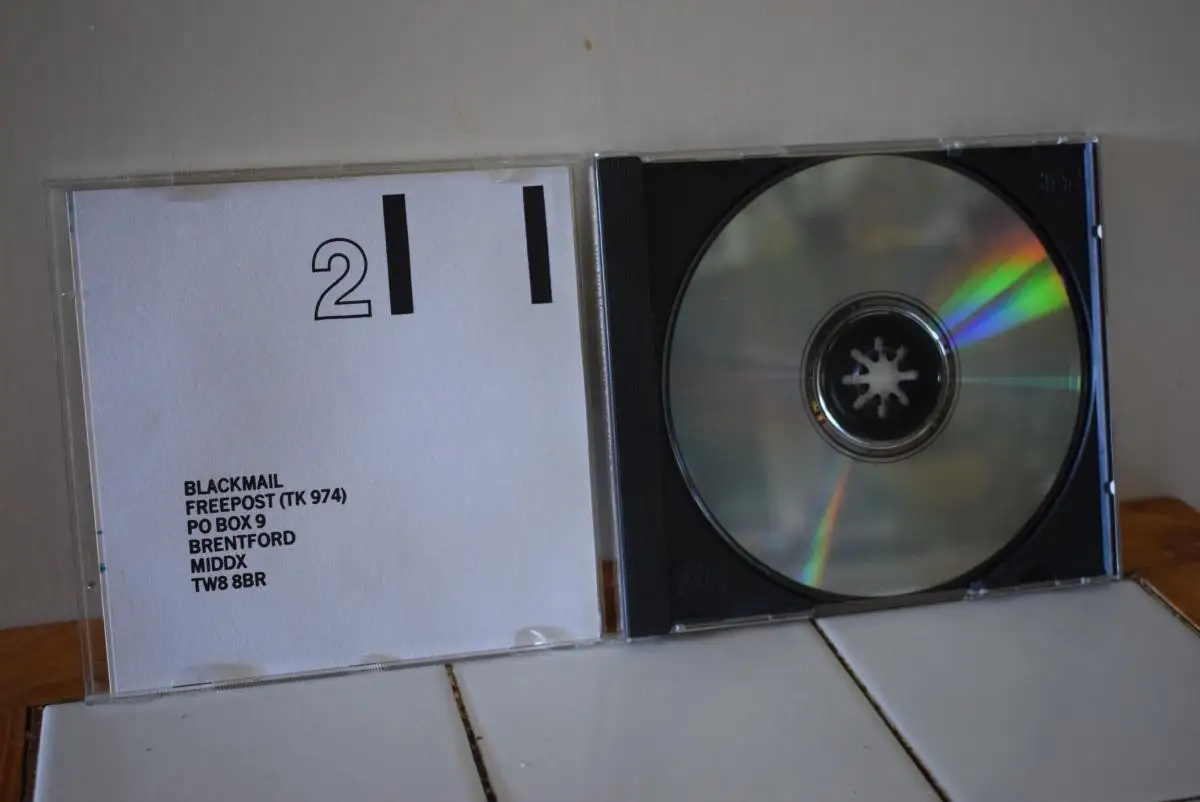 2
BLACKMAIL
FREEPOST (TK 974)
PO BOX 9
BRENTFORD
MIDDX
TW8 8BR